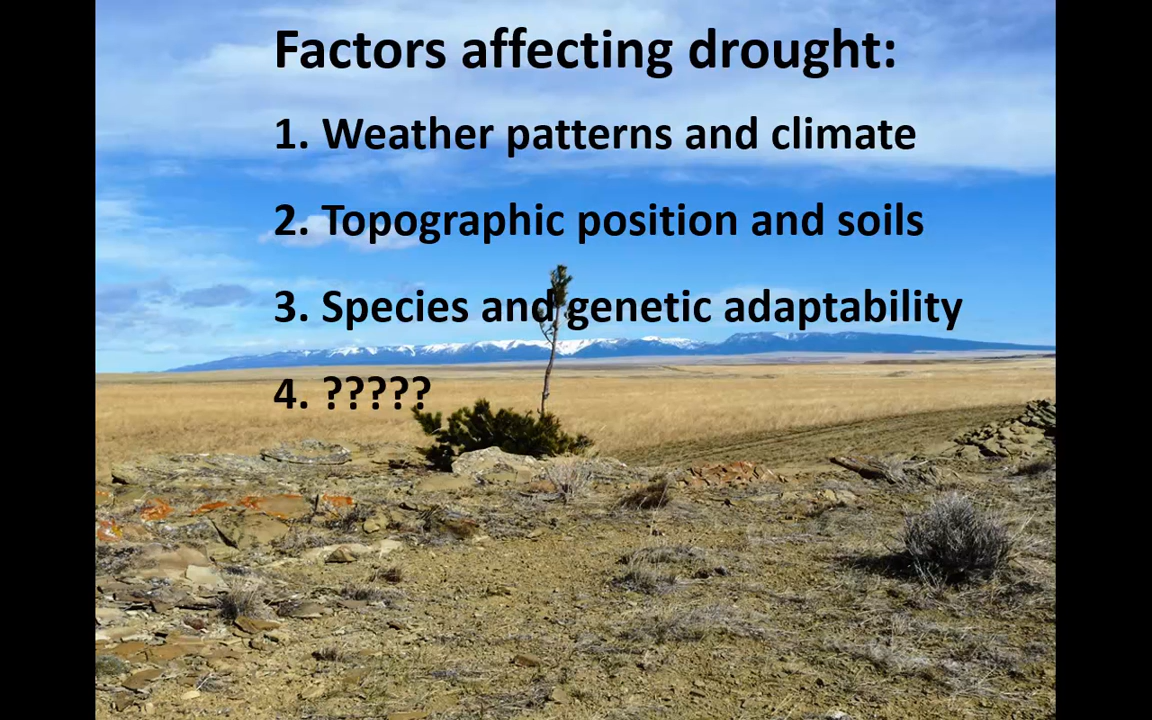 Factors affecting drought:
1. Weather patterns and climate
2. Topographic position and soils
3. Species and genetic adaptability
4. ?????